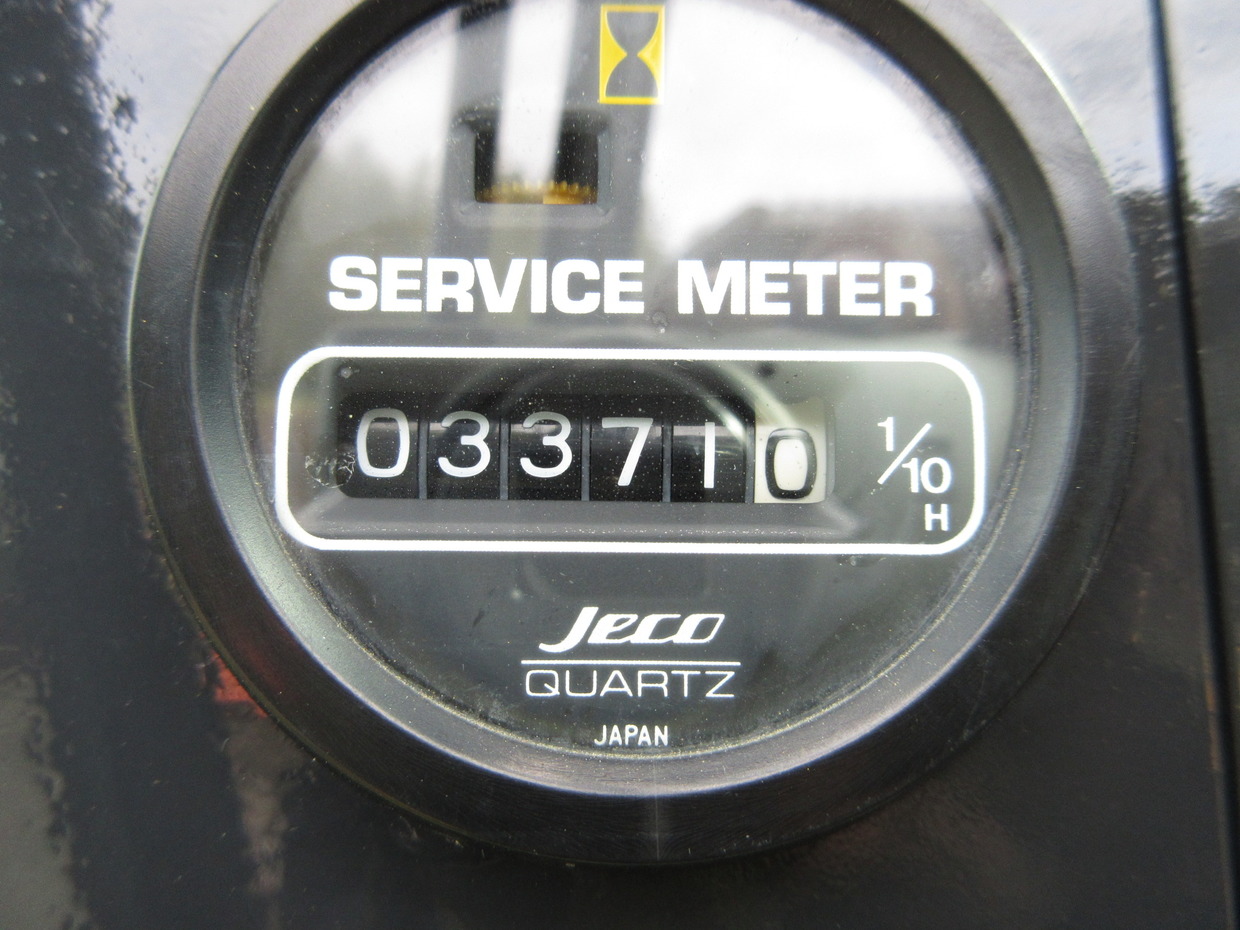 SERVICE METER
033710 1/10
H
Jeco
QUARTZ
JAPAN